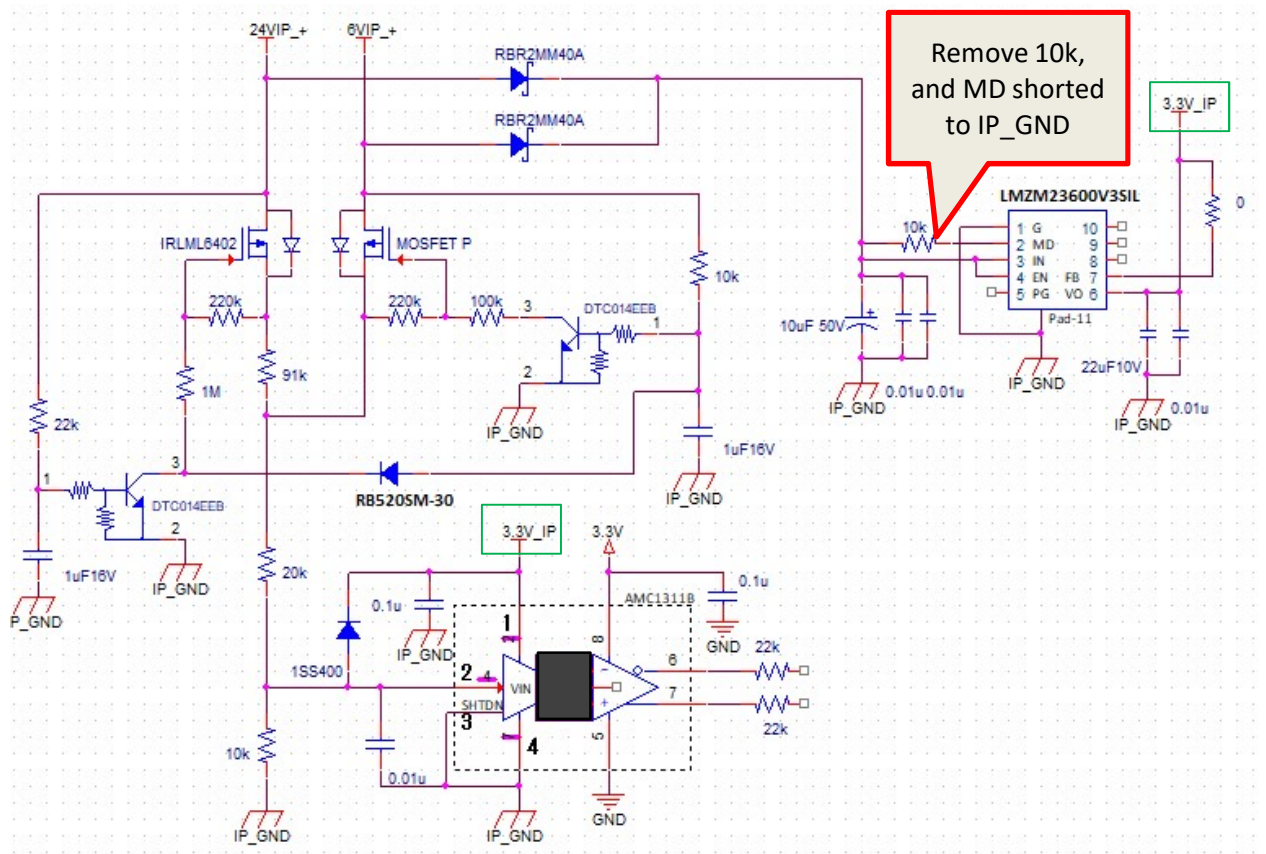 24VIP_+
6VIP_+
RBR2MM40A
RBR2MM40A
Remove 10k,
and MD shorted
to IP_GND
3.3V_IP
LMZM23600V3SIL
0
10k
1 G 10
2 MD 9
3 IN 8
4 EN FB 7
5 PG VO 6
Pad-11
IRLML6402
MOSFET P
10k
220k
220k
100k
3
DTC014EEB
1
2
IP_GND
10uF 50V
IP_GND
0.01u
0.01u
IP_GND
22uF10V
IP_GND
0.01u
91k
1M
22k
1uF16V
IP_GND
3
1
DTC014EEB
2
IP_GND
RB520SM-30
1uF16V
P_GND
20k
3.3V_IP
3.3V
0.1u
IP_GND
0.1u
GND
AMC1311B
1SS400
1
2
4
VIN
SHTDN
3
4
8
6
7
5
22k
22k
10k
0.01u
IP_GND
IP_GND
GND